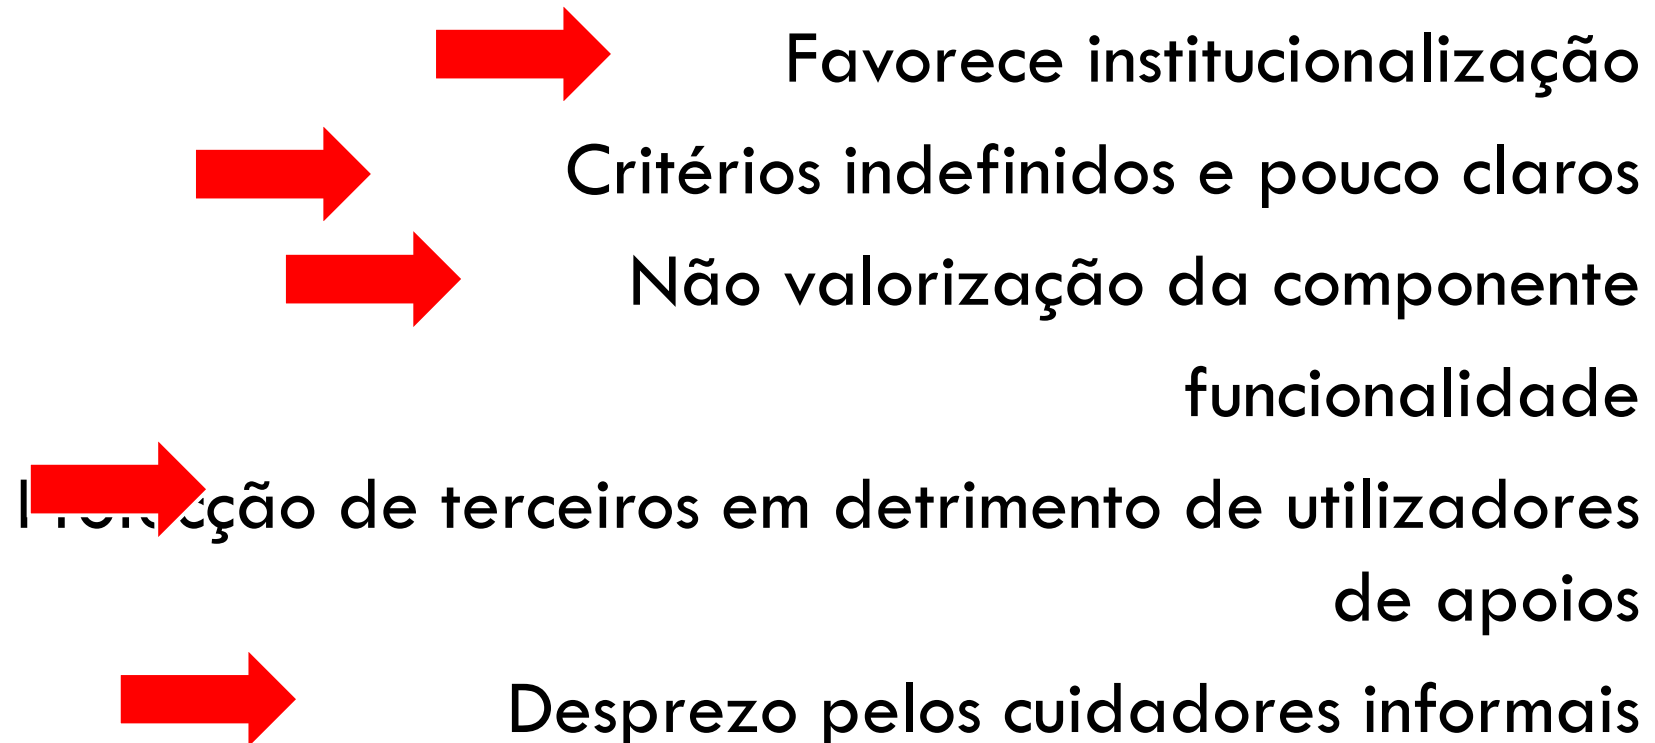 Favorece institucionalização
Critérios indefinidos e pouco claros
Não valorização da componente
funcionalidade
de terceiros em detrimento de utilizadores
de apoios
Desprezo pelos cuidadores informais